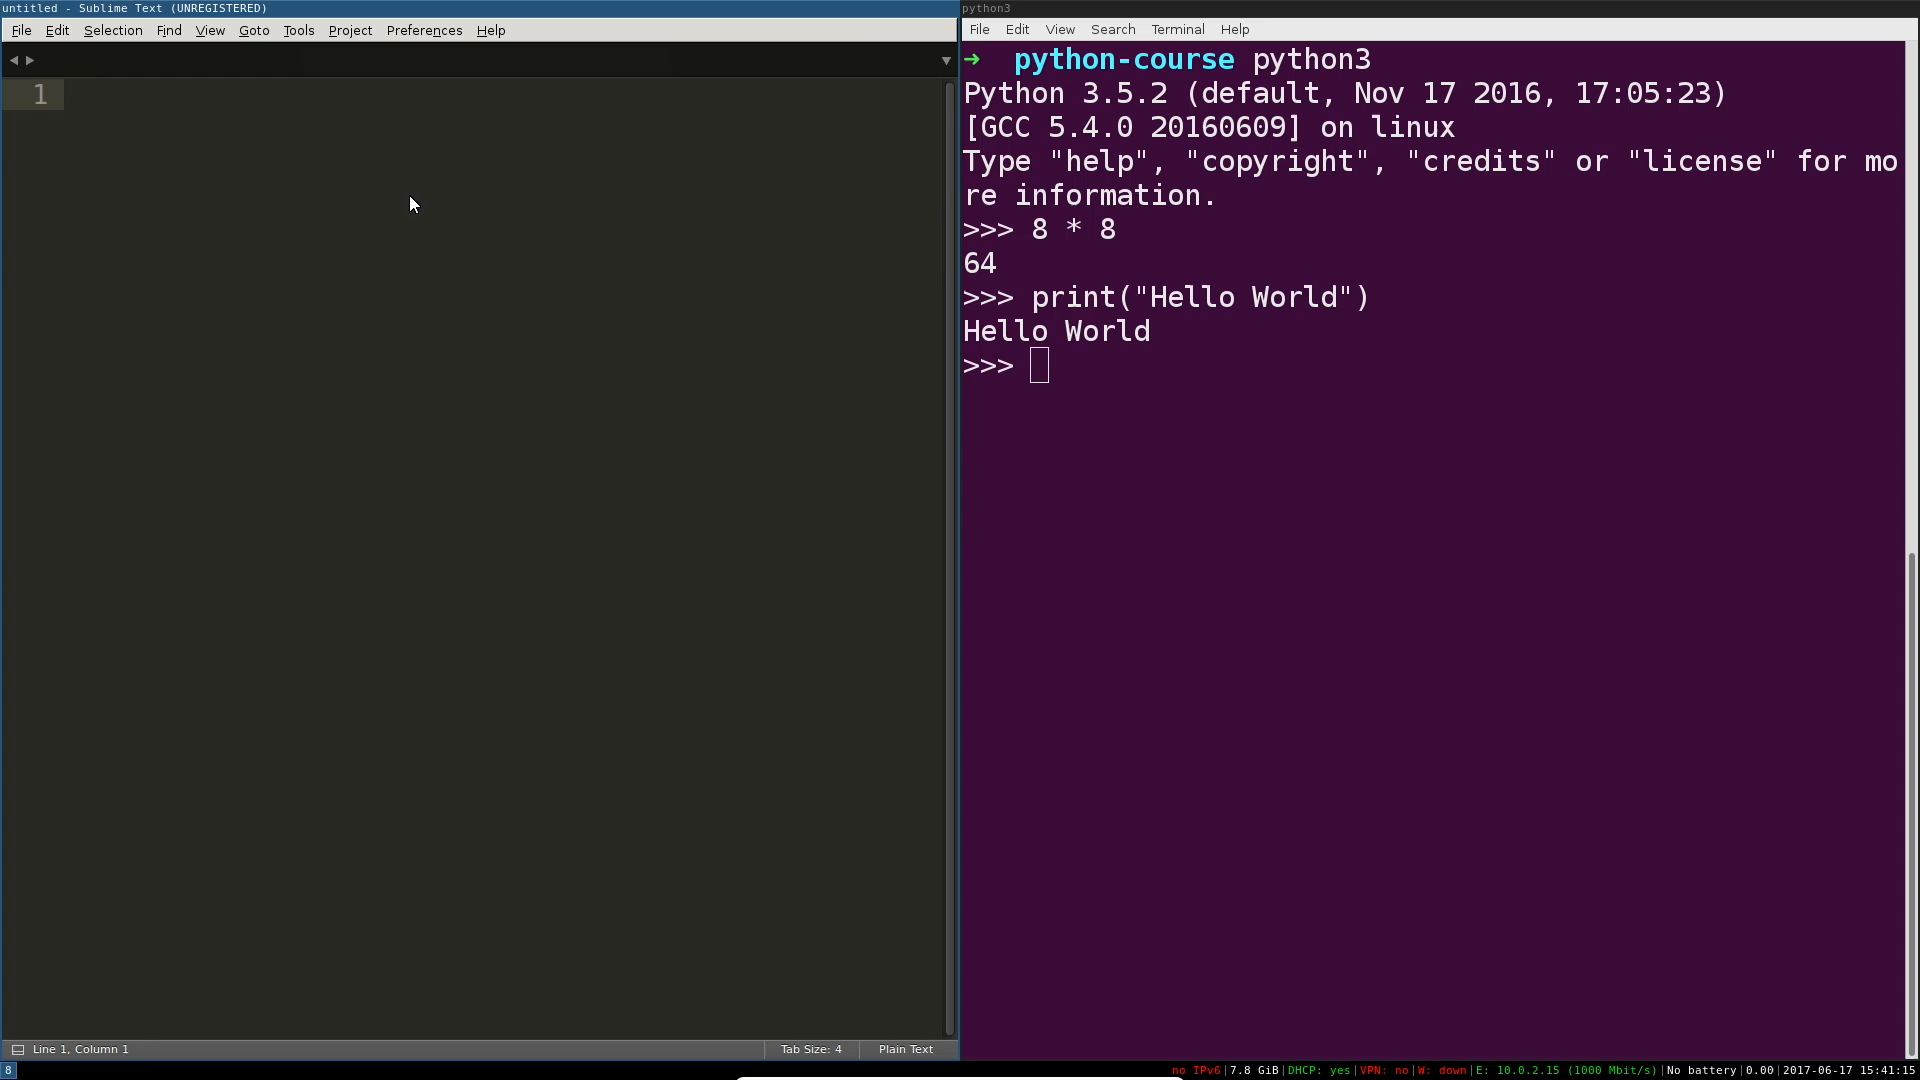 untitled - Sublime Text (UNREGISTERED)
File Edit Selection Find View Goto Tools Project Preferences Help
1
Line 1, Column 1
Tab Size: 4
Plain Text
python3
File Edit View Search Terminal Help
➜ python-course python3
Python 3.5.2 (default, Nov 17 2016, 17:05:23)
[GCC 5.4.0 20160609] on linux
Type "help", "copyright", "credits" or "license" for mo
re information.
>>> 8 * 8
64
>>> print("Hello World")
Hello World
>>>
8
no IPv6|7.8 GiB|DHCP: yes|VPN: no|W: down|E: 10.0.2.15 (1000 Mbit/s)|No battery|0.00|2017-06-17 15:41:15